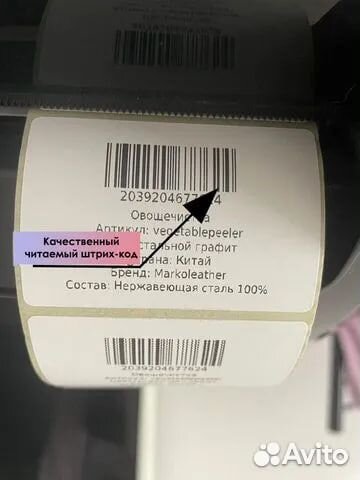 2039204677624
Овощечистка
Артикул: vegetablepeeler
стальной графит
Страна: Китай
Бренд: Markoleather
Состав: Нержавеющая сталь 100%
Качественный
читаемый штрих-код
2039204677624
Овощечистка
Avito